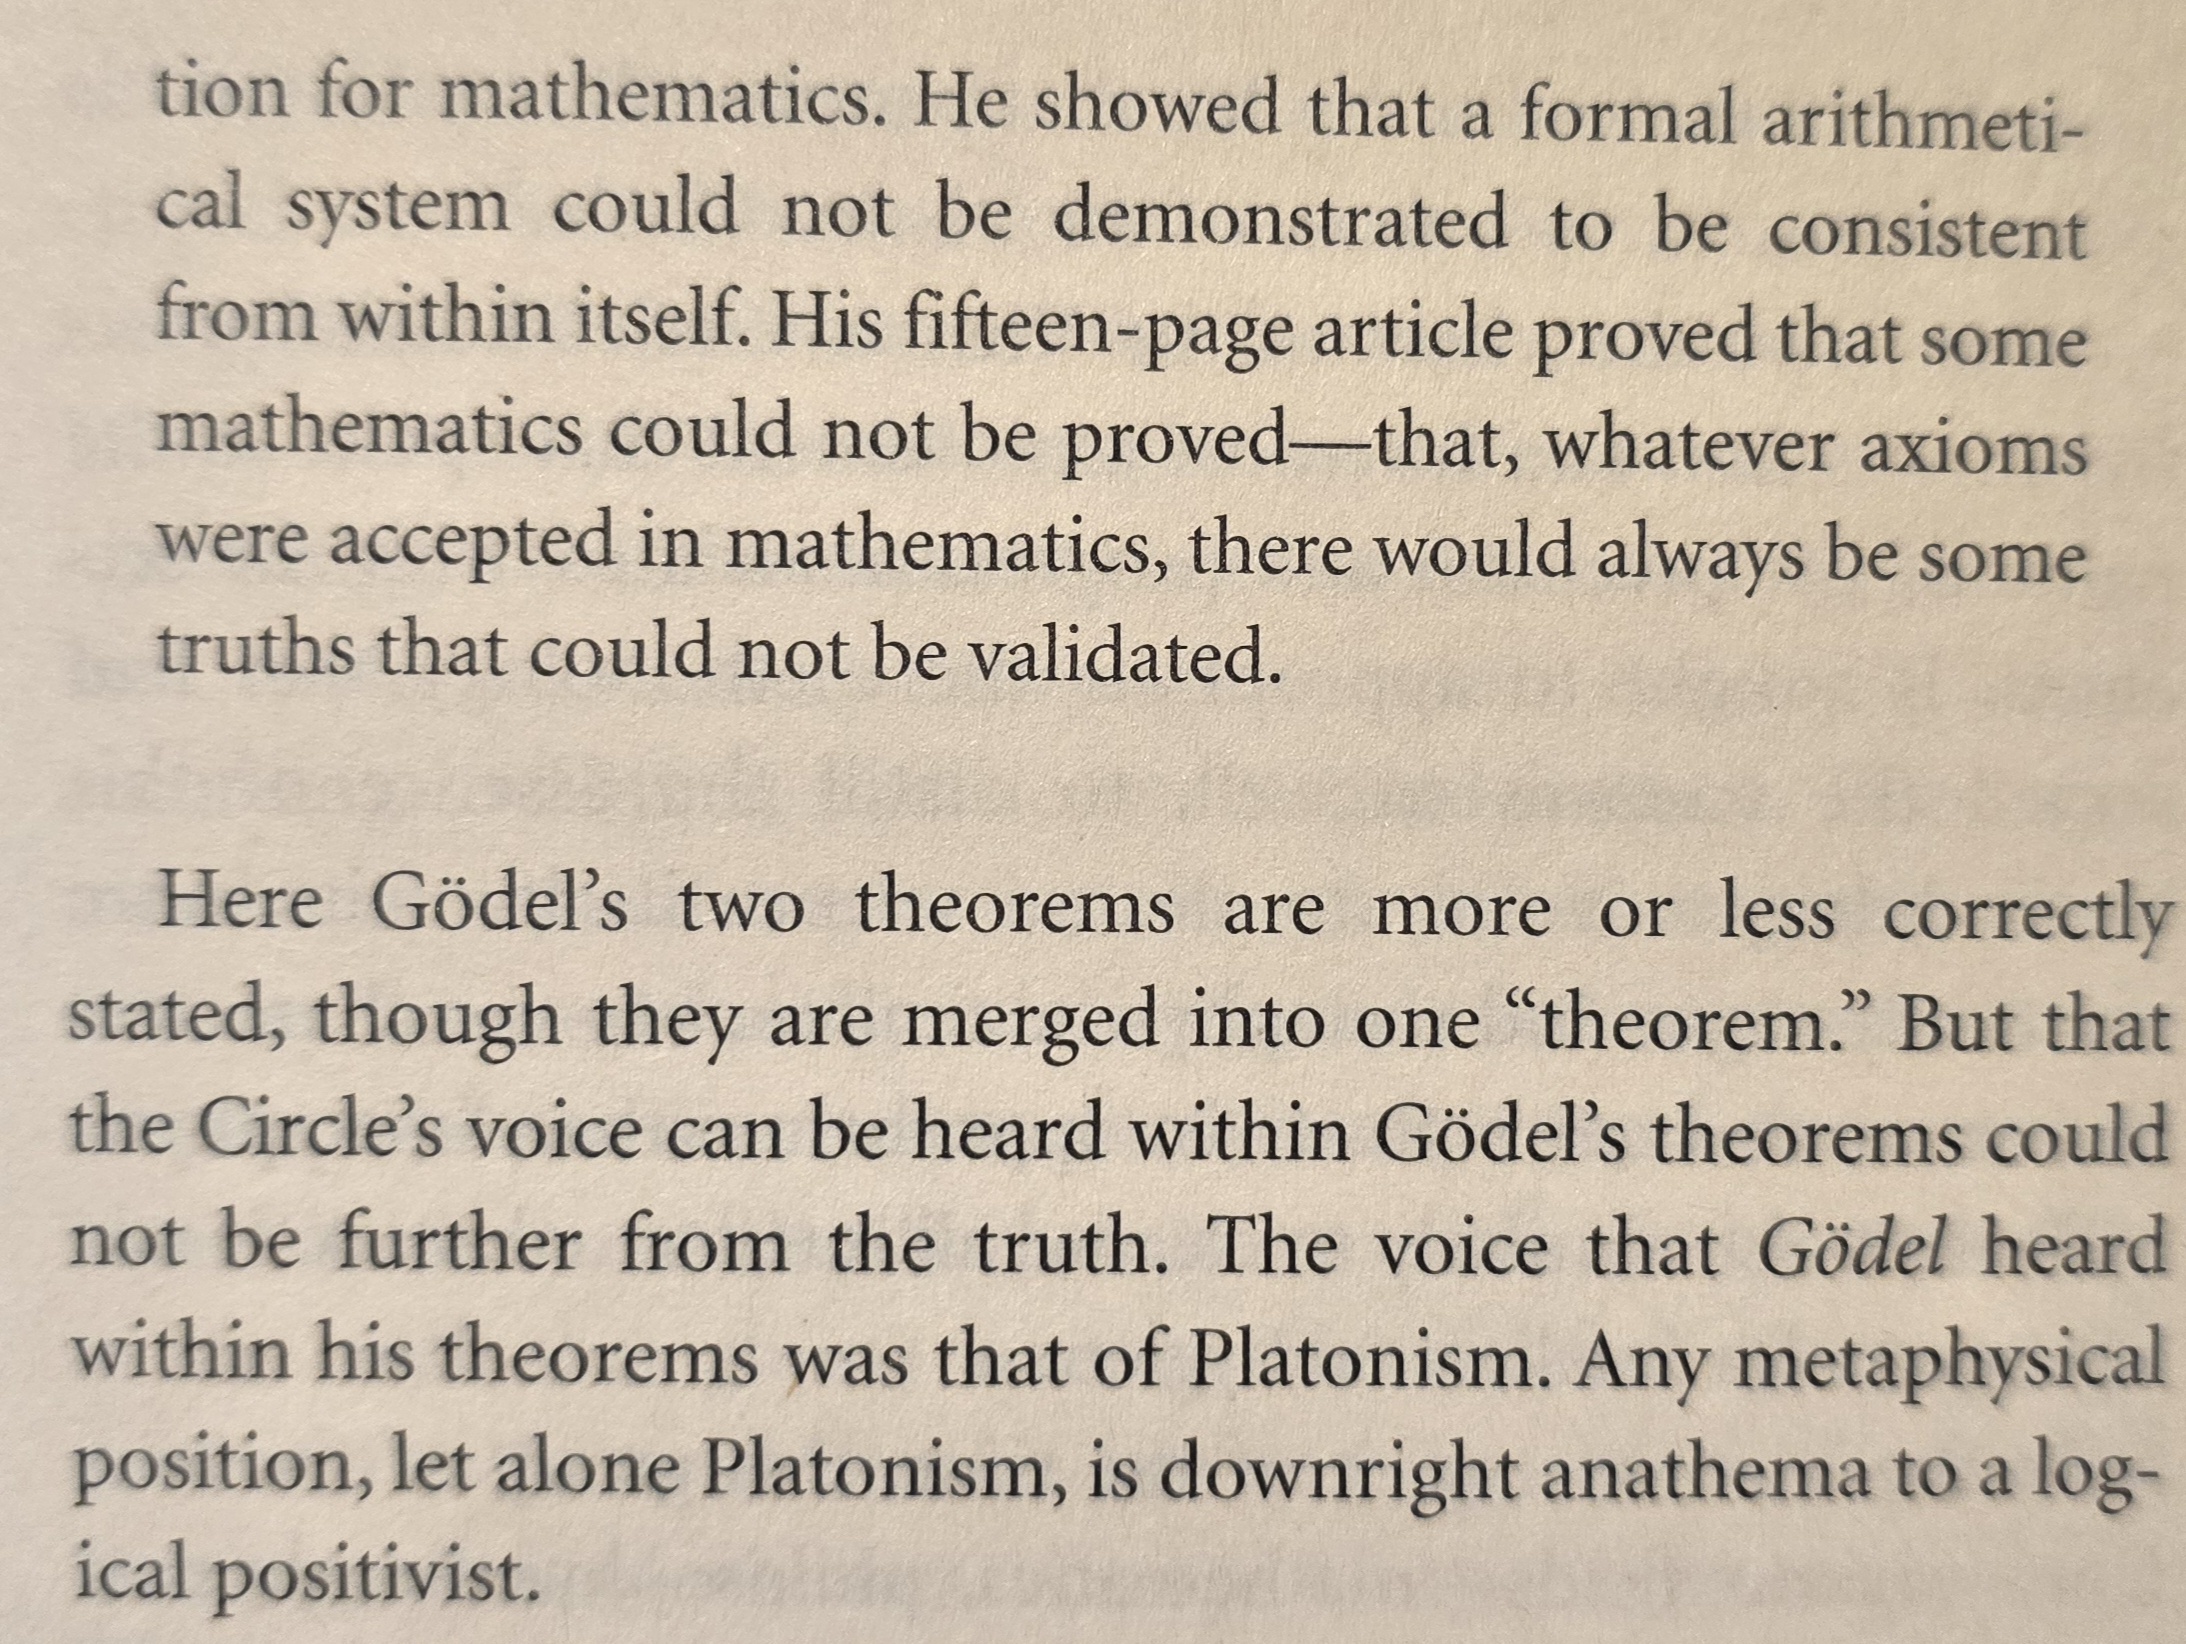 tion for mathematics. He showed that a formal arithmeti-
cal system could not be demonstrated to be consistent
from within itself. His fifteen-page article proved that some
mathematics could not be proved—that, whatever axioms
were accepted in mathematics, there would always be some
truths that could not be validated.
Here Gödel’s two theorems are more or less correctly
stated, though they are merged into one “theorem.” But that
the Circle’s voice can be heard within Gödel’s theorems could
not be further from the truth. The voice that Gödel heard
within his theorems was that of Platonism. Any metaphysical
position, let alone Platonism, is downright anathema to a log-
ical positivist.